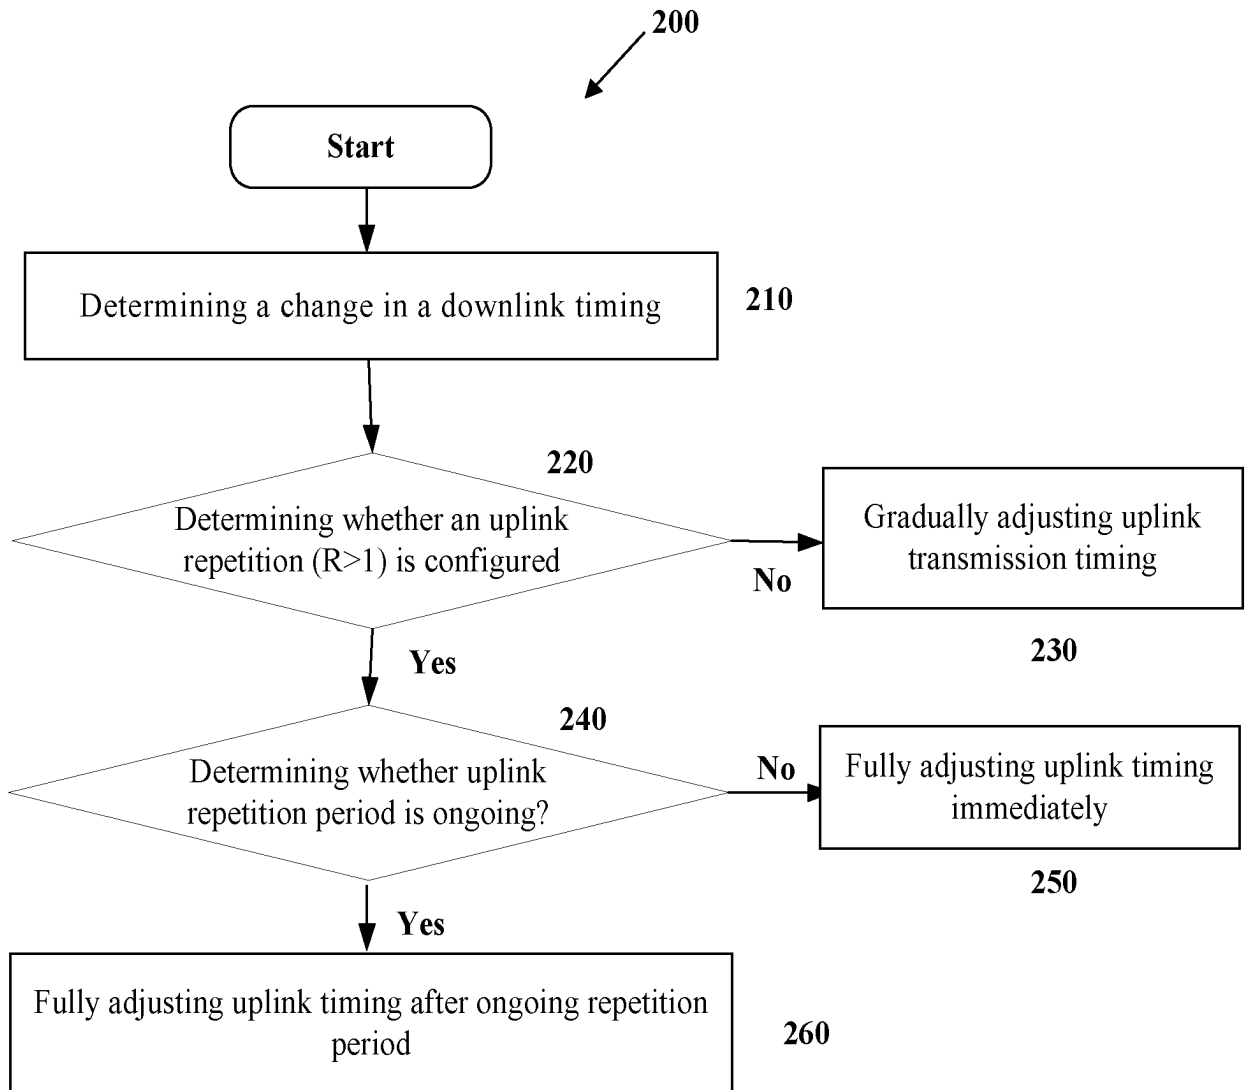 200
Start
Determining a change in a downlink timing
210
220
Determining whether an uplink
repetition (R>1) is configured
Gradually adjusting uplink
transmission timing
No
230
Yes
240
Determining whether uplink
repetition period is ongoing?
No
Fully adjusting uplink timing
immediately
250
Yes
Fully adjusting uplink timing after ongoing repetition
period
260